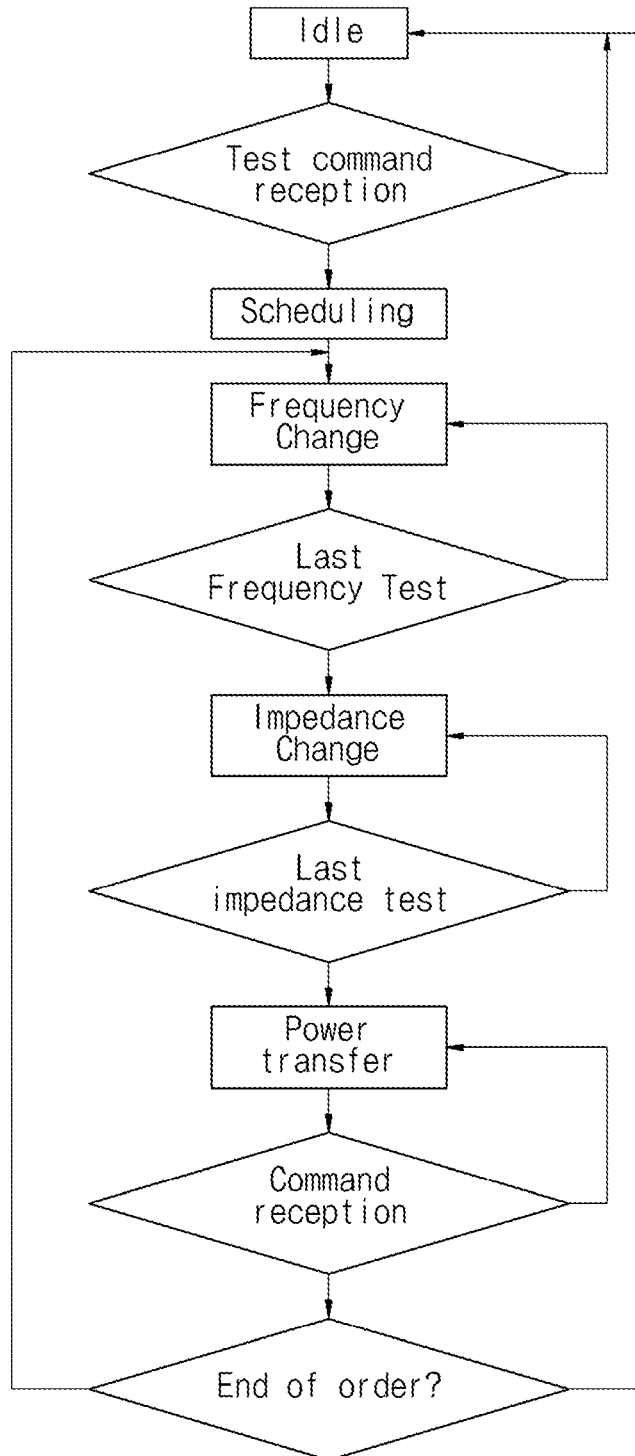 Idle
Test command
reception
Scheduling
Frequency
Change
Last
Frequency Test
Impedance
Change
Last
impedance test
Power
transfer
Command
reception
End of order?